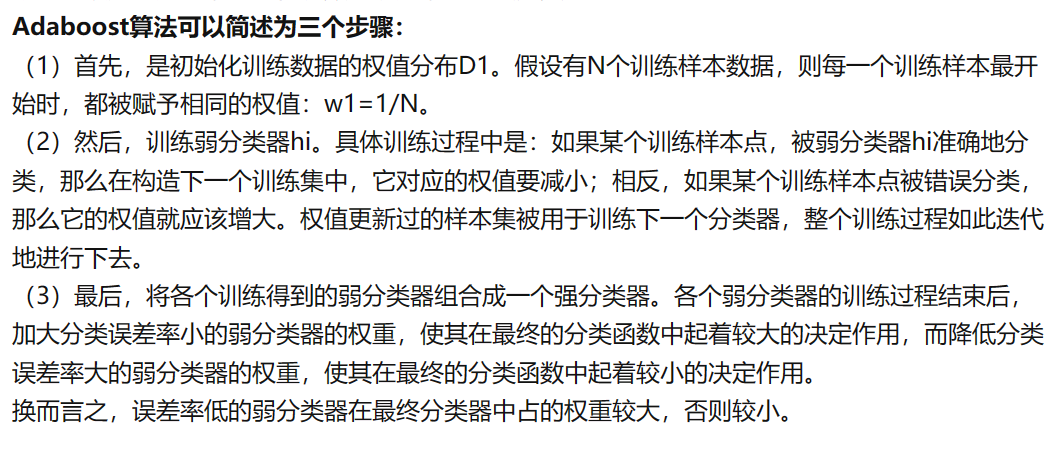 Adaboost算法可以简述为三个步骤：
（1）首先，是初始化训练数据的权值分布D1。假设有N个训练样本数据，则每一个训练样本最开
始时，都被赋予相同的权值：w1=1/N。
（2）然后，训练弱分类器hi。具体训练过程中是：如果某个训练样本点，被弱分类器hi准确地分
类，那么在构造下一个训练集中，它对应的权值要减小；相反，如果某个训练样本点被错误分类，
那么它的权值就应该增大。权值更新过的样本集被用于训练下一个分类器，整个训练过程如此迭代
地进行下去。
（3）最后，将各个训练得到的弱分类器组合成一个强分类器。各个弱分类器的训练过程结束后，
加大分类误差率小的弱分类器的权重，使其在最终的分类函数中起着较大的决定作用，而降低分类
误差率大的弱分类器的权重，使其在最终的分类函数中起着较小的决定作用。
换而言之，误差率低的弱分类器在最终分类器中占的权重较大，否则较小。